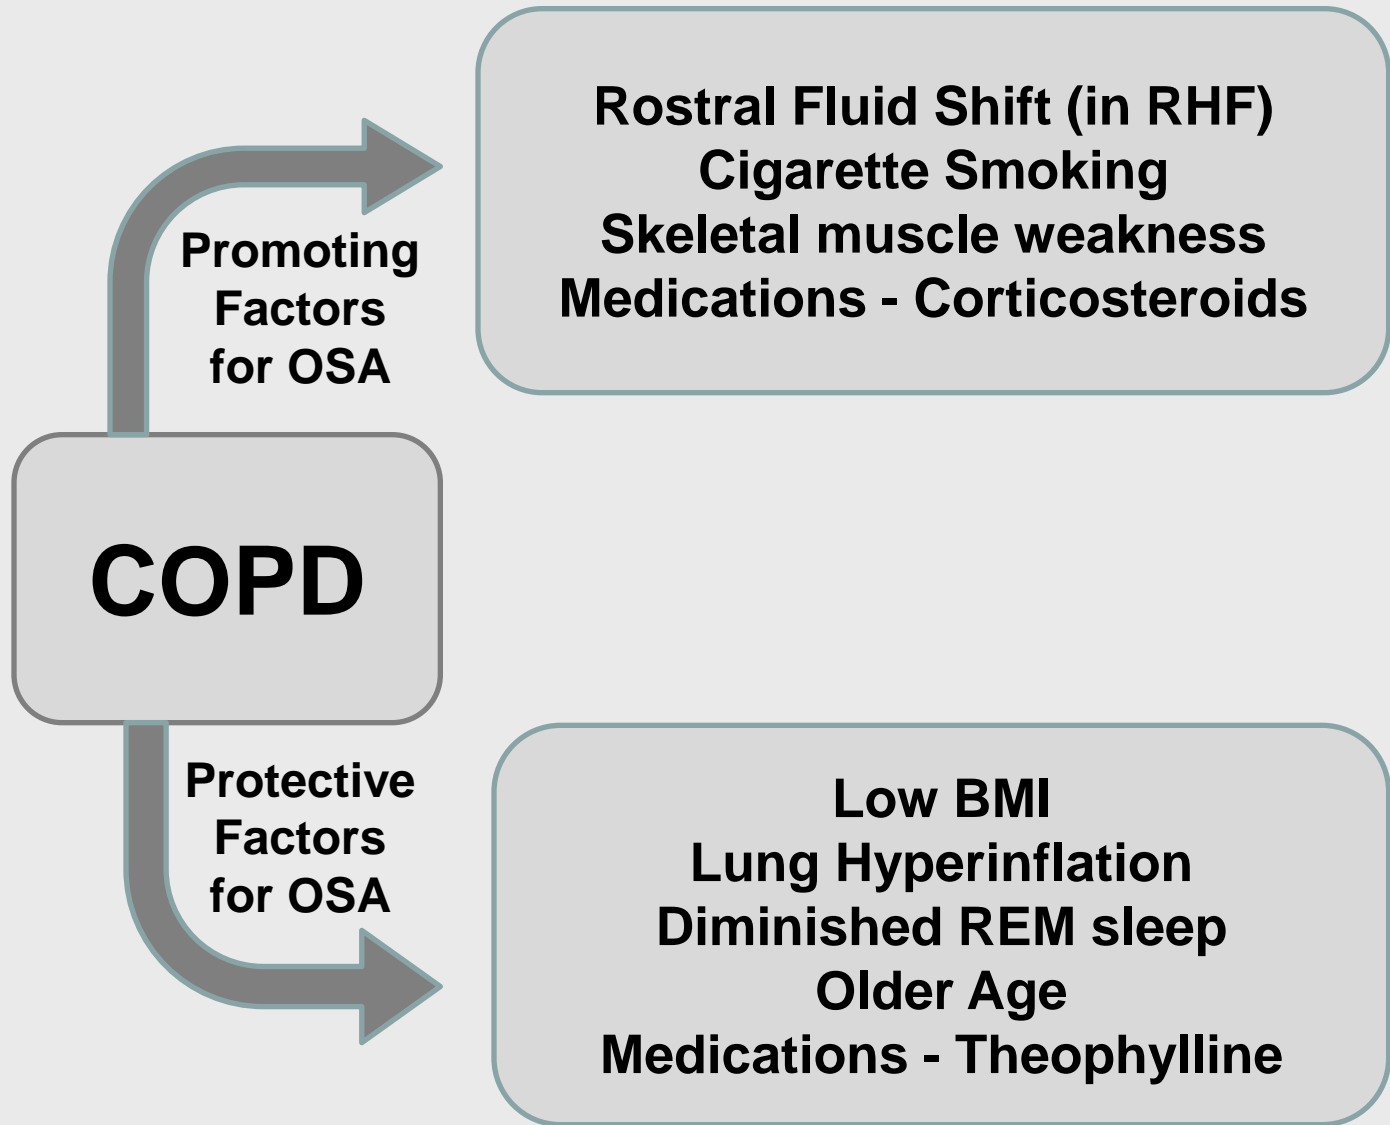 Rostral Fluid Shift (in RHF)
Cigarette Smoking
Skeletal muscle weakness
Medications - Corticosteroids
Promoting
Factors
for OSA
COPD
Protective
Factors
for OSA
Low BMI
Lung Hyperinflation
Diminished REM sleep
Older Age
Medications - Theophylline